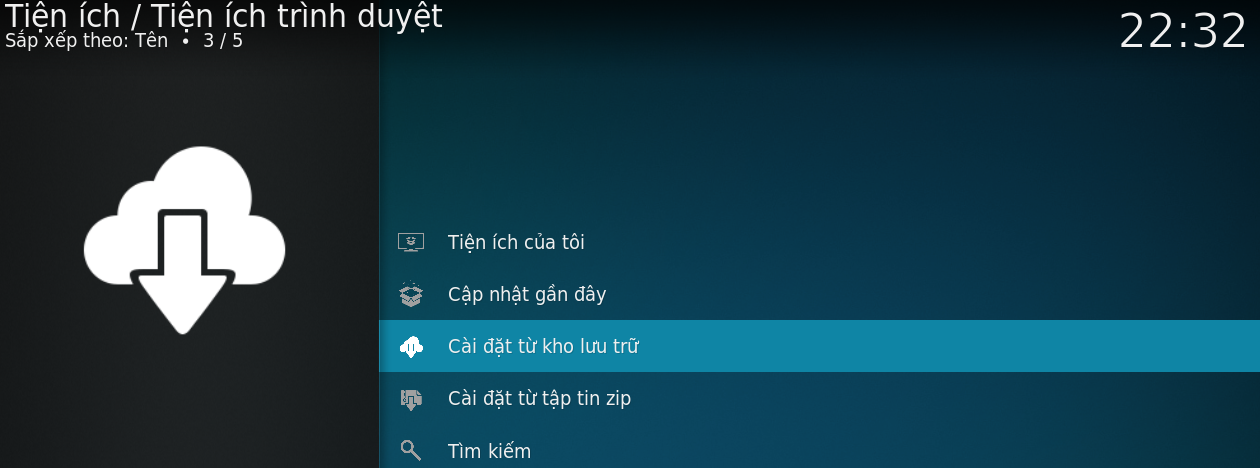 Tiện ích / Tiện ích trình duyệt
Sắp xếp theo: Tên • 3 / 5
22:32
Tiện ích của tôi
Cập nhật gần đây
Cài đặt từ kho lưu trữ
Cài đặt từ tập tin zip
Tìm kiếm